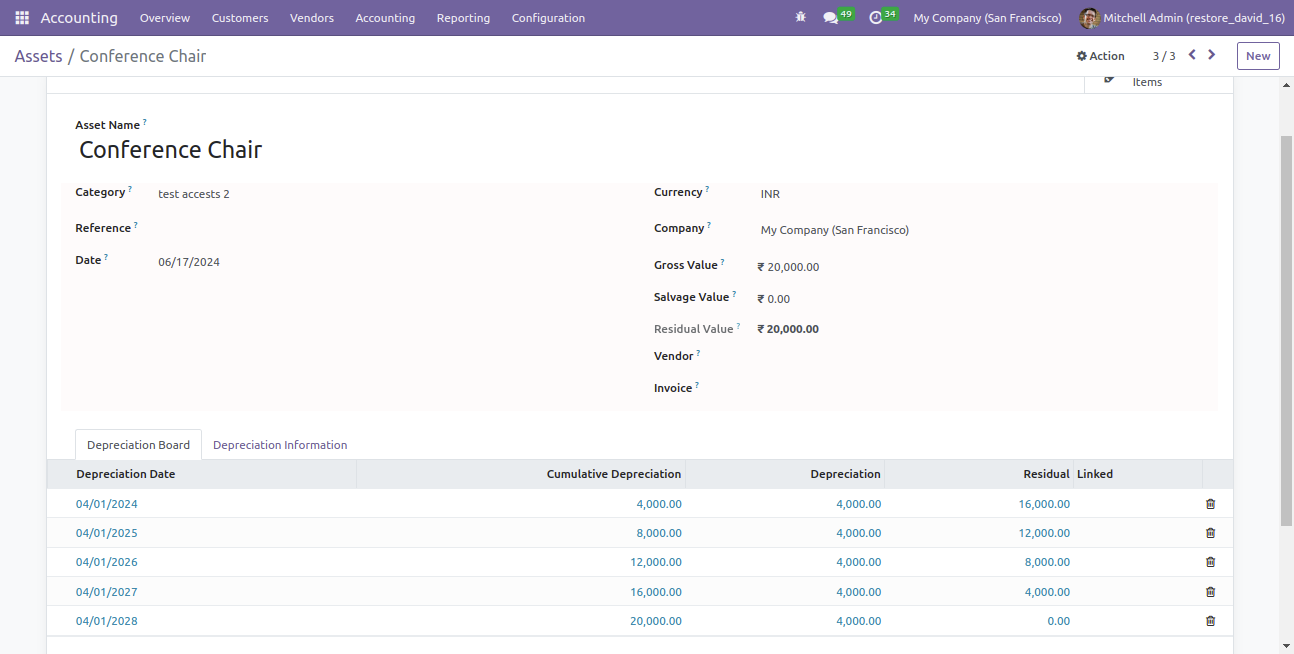 Accounting Overview Customers Vendors Accounting Reporting Configuration 49 34 My Company (San Francisco) Mitchell Admin (restore_david_16)
Assets / Conference Chair Action 3 / 3 New
Items
Asset Name ?
Conference Chair
Category ? test accests 2 Currency ? INR
Reference ? Company ? My Company (San Francisco)
Date ? 06/17/2024 Gross Value ? ₹ 20,000.00
Salvage Value ? ₹ 0.00
Residual Value ? ₹ 20,000.00
Vendor ?
Invoice ?
Depreciation Board Depreciation Information
Depreciation Date Cumulative Depreciation Depreciation Residual Linked
04/01/2024 4,000.00 4,000.00 16,000.00
04/01/2025 8,000.00 4,000.00 12,000.00
04/01/2026 12,000.00 4,000.00 8,000.00
04/01/2027 16,000.00 4,000.00 4,000.00
04/01/2028 20,000.00 4,000.00 0.00